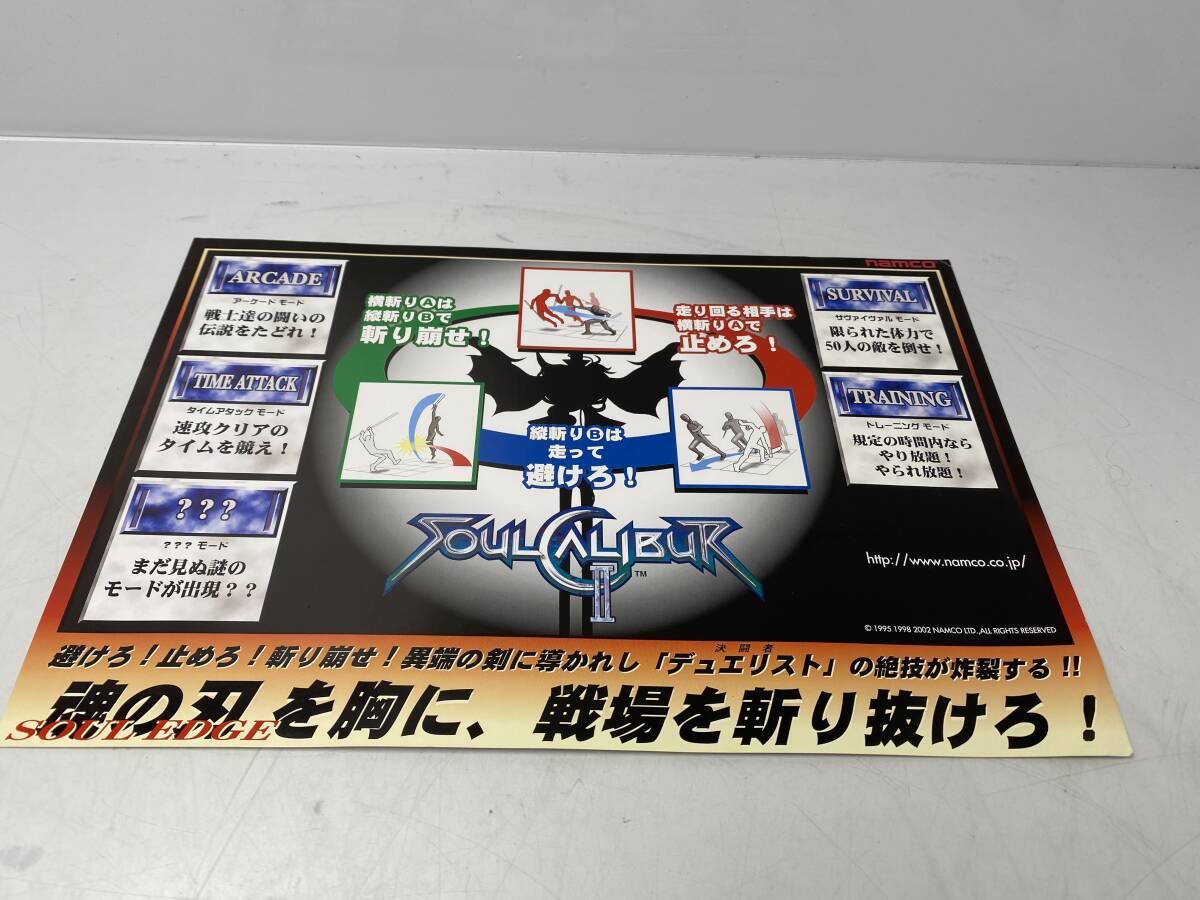 namco
ARCADE
アーケード モード
戦士達の闘いの
伝説をたどれ！
TIME ATTACK
タイムアタック モード
速攻クリアの
タイムを競え！
？？？
？？？ モード
まだ見ぬ謎の
モードが出現？？
横斬りAは
縦斬りBで
斬り崩せ！
走り回る相手は
横斬りAで
止めろ！
縦斬りBは
走って
避けろ！
SOULCALIBUR
II
TM
SURVIVAL
サヴァイヴァル モード
限られた体力で
50人の敵を倒せ！
TRAINING
トレーニング モード
規定の時間内なら
やり放題！
やられ放題！
http://www.namco.co.jp/
© 1995 1998 2002 NAMCO LTD.,ALL RIGHTS RESERVED
決闘者
避けろ！止めろ！斬り崩せ！異端の剣に導かれし「デュエリスト」の絶技が炸裂する!!
魂の刃を胸に、戦場を斬り抜けろ！
SOUL EDGE